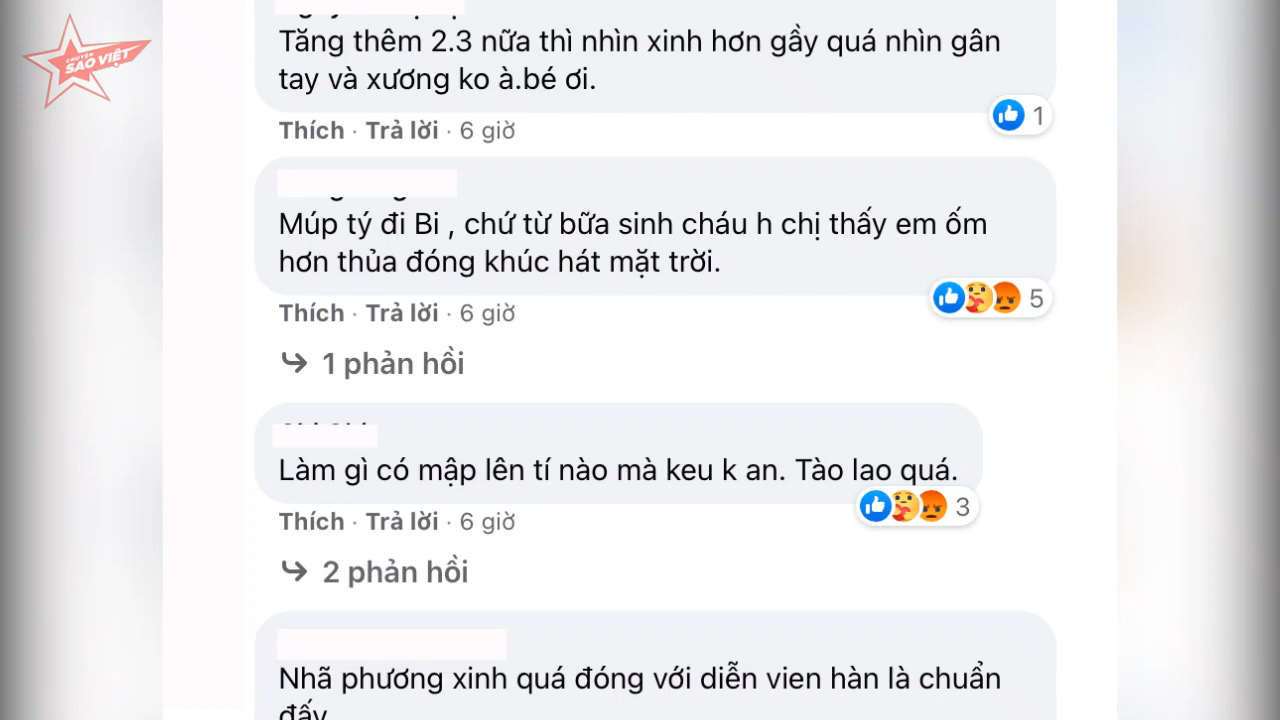 CHUYỆN
SAO VIỆT
Tăng thêm 2.3 nữa thì nhìn xinh hơn gầy quá nhìn gân
tay và xương ko à.bé ơi.
1
Thích · Trả lời · 6 giờ
Múp tý đi Bi , chứ từ bữa sinh cháu h chị thấy em ốm
hơn thủa đóng khúc hát mặt trời.
5
Thích · Trả lời · 6 giờ
1 phản hồi
Làm gì có mập lên tí nào mà keu k an. Tào lao quá.
3
Thích · Trả lời · 6 giờ
2 phản hồi
Nhã phương xinh quá đóng với diễn viên hàn là chuẩn
đấy